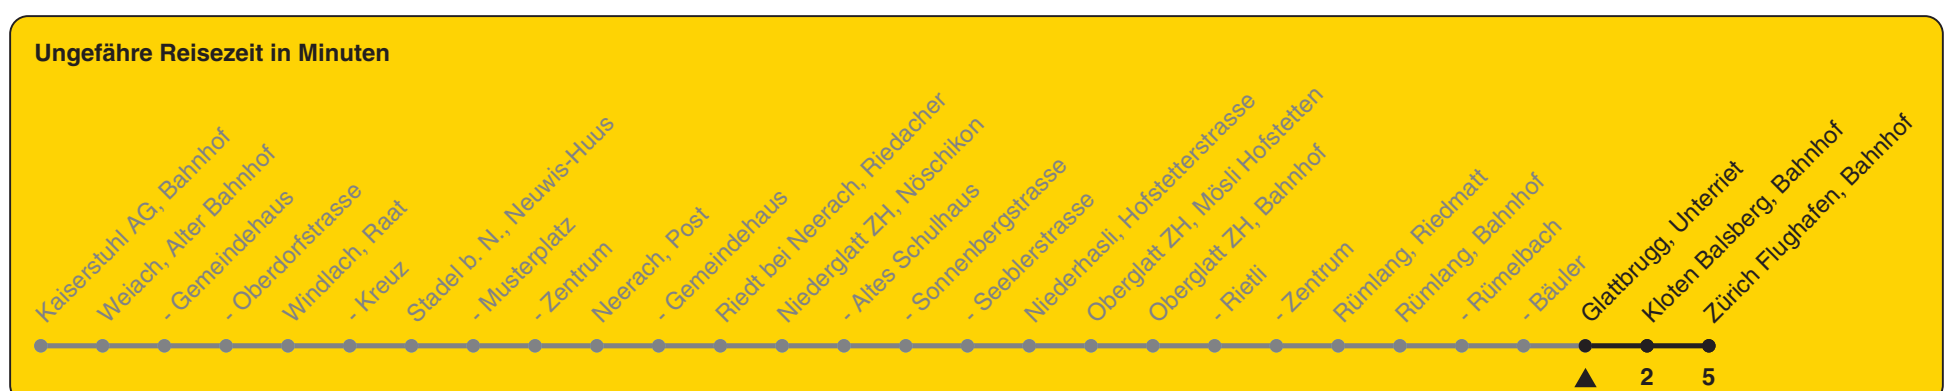 Ungefähre Reisezeit in Minuten
Kaiserstuhl AG, Bahnhof
Weiach, Alter Bahnhof
- Gemeindehaus
- Oberdorfstrasse
Windlach, Raat
- Kreuz
Stadel b. N., Neuwis-Huus
- Musterplatz
- Zentrum
Neerach, Post
- Gemeindehaus
Riedt bei Neerach, Riedacher
Niederglatt ZH, Nöschikon
- Altes Schulhaus
- Sonnenbergstrasse
- Seeblerstrasse
Niederhasli, Hofstetterstrasse
Oberglatt ZH, Mösli Hofstetten
Oberglatt ZH, Bahnhof
- Rietli
- Zentrum
Rümlang, Riedmatt
Rümlang, Bahnhof
- Rümelbach
- Bäuler
Glattbrugg, Unterriet
Kloten Balsberg, Bahnhof
Zürich Flughafen, Bahnhof
2 5